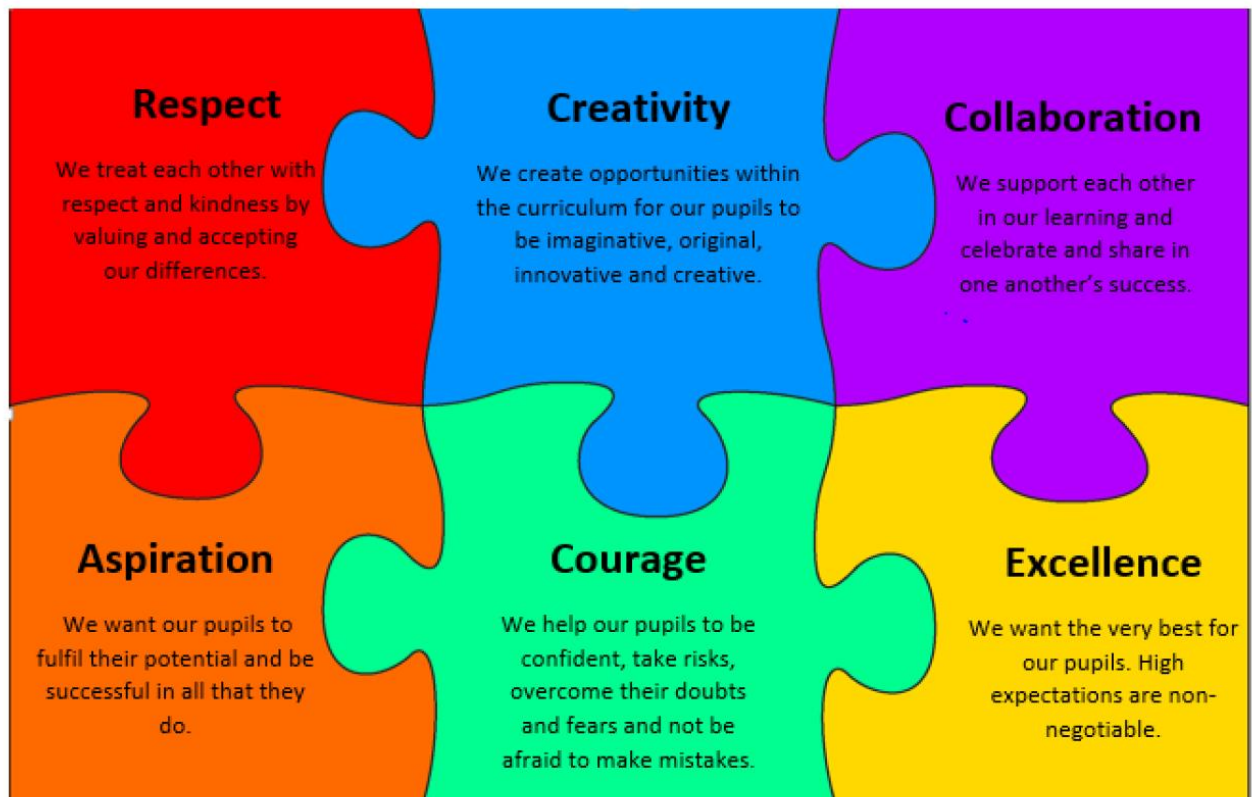 Respect
We treat each other with
respect and kindness by
valuing and accepting
our differences.
Creativity
We create opportunities within
the curriculum for our pupils to
be imaginative, original,
innovative and creative.
Collaboration
We support each other
in our learning and
celebrate and share in
one another's success.
Aspiration
We want our pupils to
fulfil their potential and be
successful in all that they
do.
Courage
We help our pupils to be
confident, take risks,
overcome their doubts
and fears and not be
afraid to make mistakes.
Excellence
We want the very best for
our pupils. High
expectations are non-
negotiable.